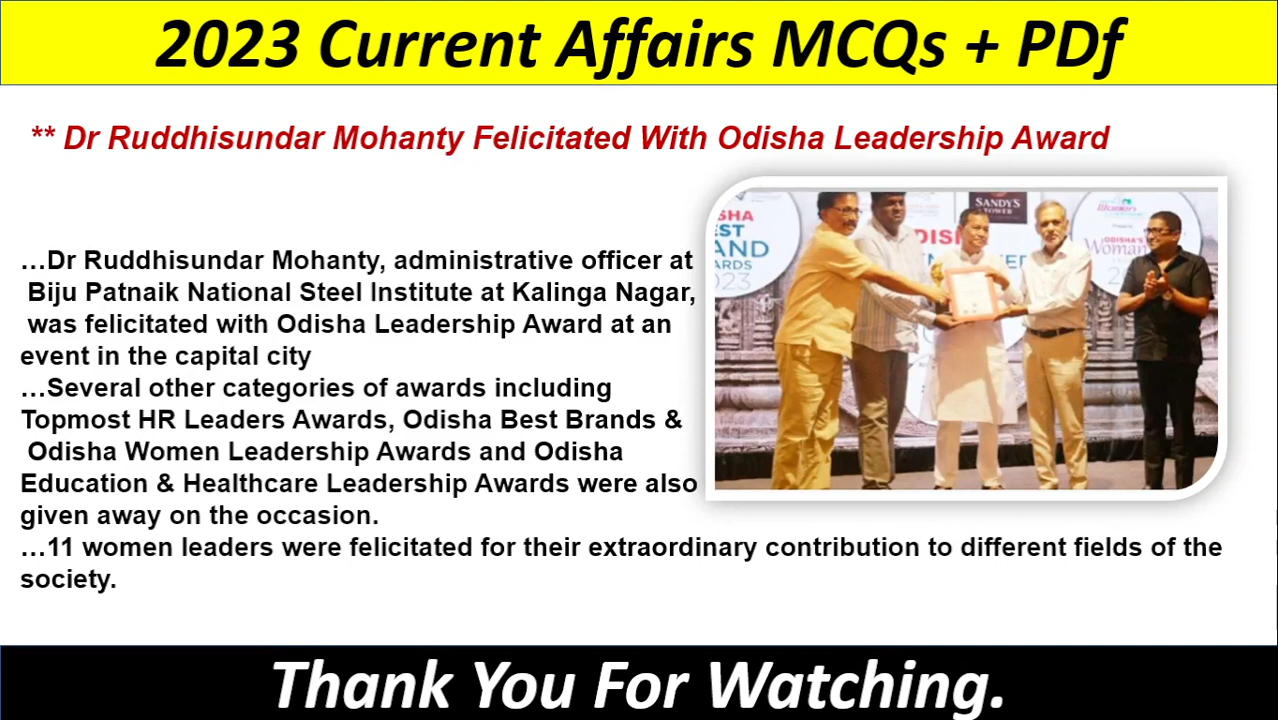 2023 Current Affairs MCQs + PDf
** Dr Ruddhisundar Mohanty Felicitated With Odisha Leadership Award
...Dr Ruddhisundar Mohanty, administrative officer at
Biju Patnaik National Steel Institute at Kalinga Nagar,
was felicitated with Odisha Leadership Award at an
event in the capital city
...Several other categories of awards including
Topmost HR Leaders Awards, Odisha Best Brands &
Odisha Women Leadership Awards and Odisha
Education & Healthcare Leadership Awards were also
given away on the occasion.
...11 women leaders were felicitated for their extraordinary contribution to different fields of the
society.
SANDY'S
TOWER
2023
Thank You For Watching.